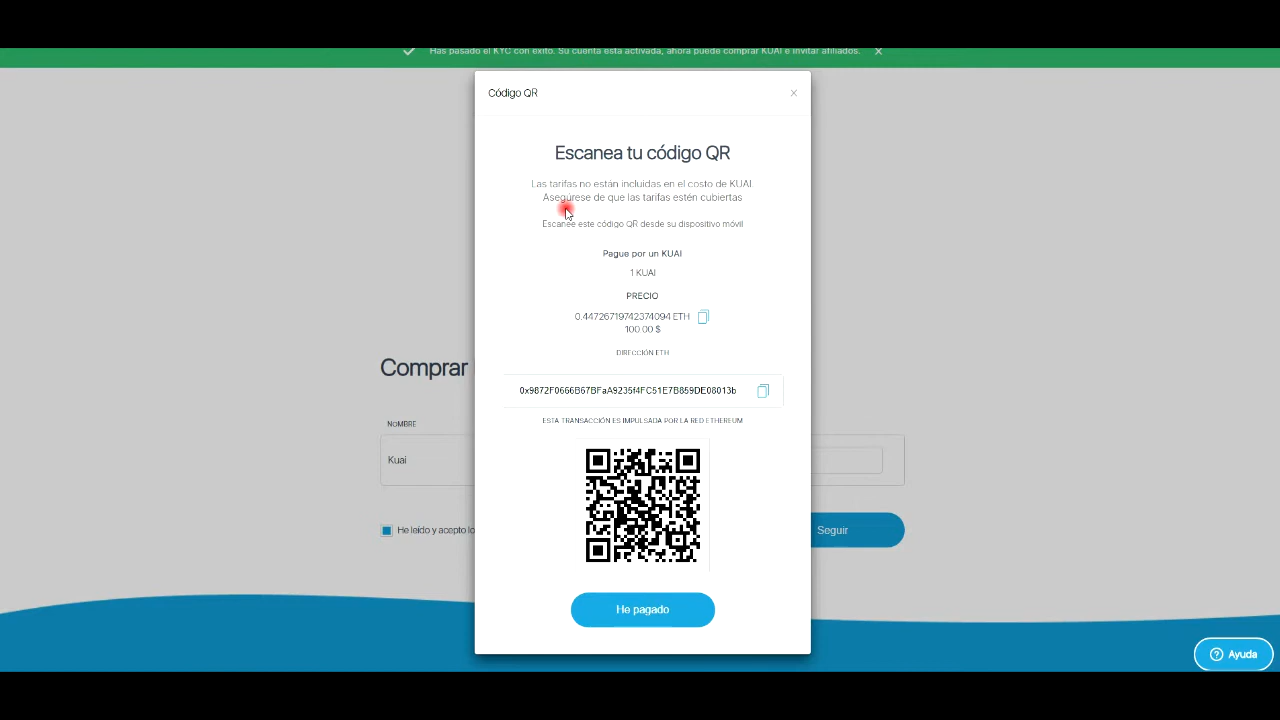 Has pasado el KYC con éxito. Su cuenta está activada, ahora puede comprar KUAI e invitar afiliados.
Código QR
Escanea tu código QR
Las tarifas no están incluidas en el costo de KUAI.
Asegúrese de que las tarifas estén cubiertas
Escanee este código QR desde su dispositivo móvil
Pague por un KUAI
1 KUAI
PRECIO
0.44726719742374094 ETH
100.00 $
DIRECCIÓN ETH
Comprar
0x9872F0666B67BFaA9235f4FC51E7B859DE08013b
ESTA TRANSACCIÓN ES IMPULSADA POR LA RED ETHEREUM
NOMBRE
Kuai
He leído y acepto lo
Seguir
He pagado
Ayuda